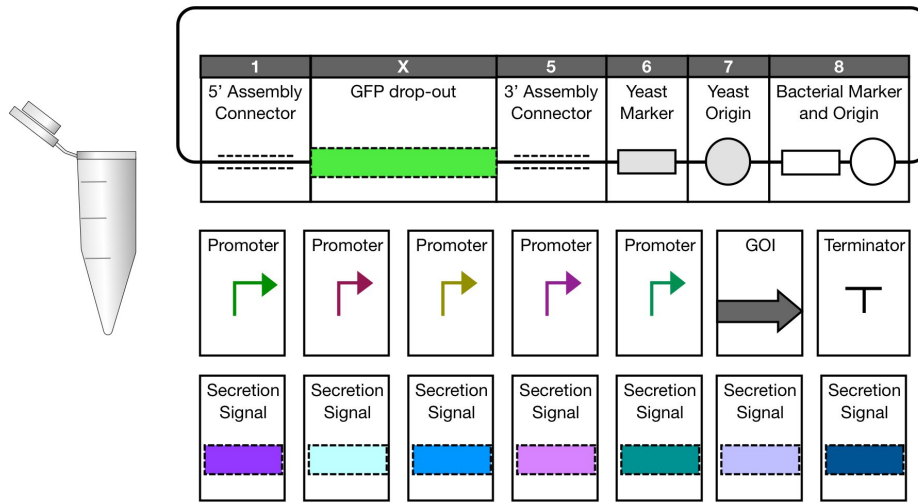 1 X 5 6 7 8
5’ Assembly Connector GFP drop-out 3’ Assembly Connector Yeast Marker Yeast Origin Bacterial Marker and Origin
Promoter Promoter Promoter Promoter Promoter GOI Terminator
Secretion Signal Secretion Signal Secretion Signal Secretion Signal Secretion Signal Secretion Signal Secretion Signal